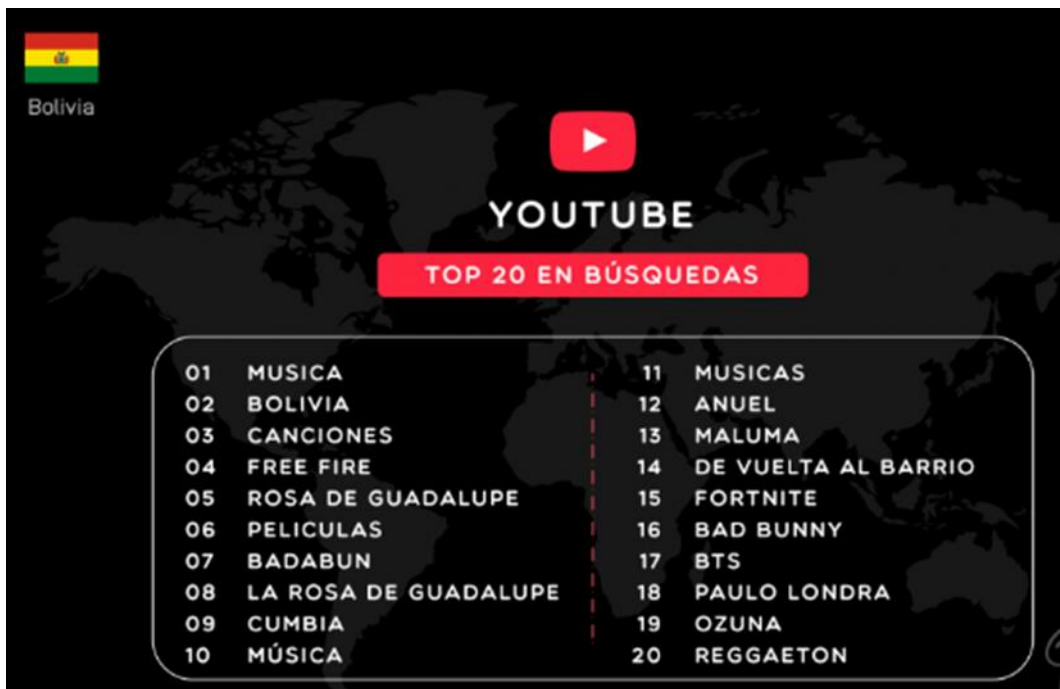 Bolivia
YOUTUBE
TOP 20 EN BÚSQUEDAS
01 MUSICA
02 BOLIVIA
03 CANCIONES
04 FREE FIRE
05 ROSA DE GUADALUPE
06 PELICULAS
07 BADABUN
08 LA ROSA DE GUADALUPE
09 CUMBIA
10 MÚSICA
11 MUSICAS
12 ANUEL
13 MALUMA
14 DE VUELTA AL BARRIO
15 FORTNITE
16 BAD BUNNY
17 BTS
18 PAULO LONDRA
19 OZUNA
20 REGGAETON